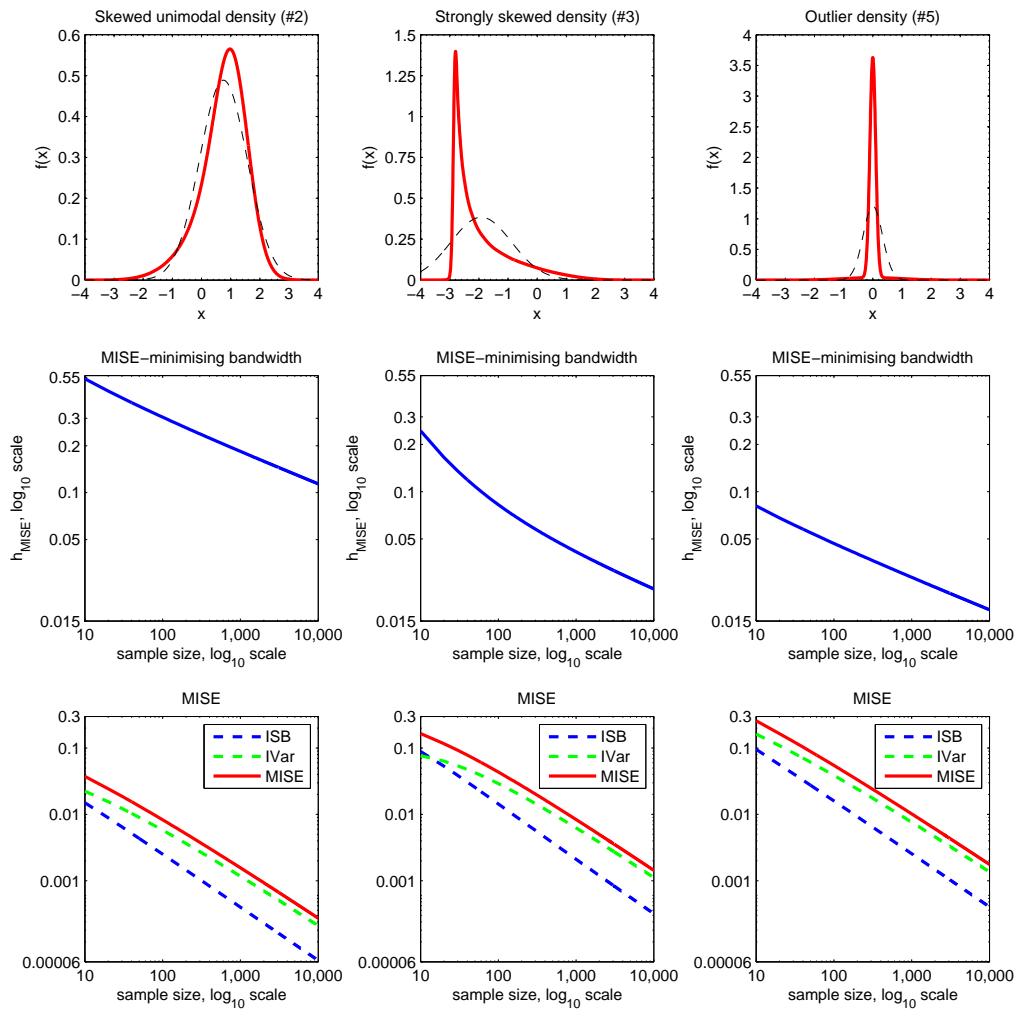 Skewed unimodal density (#2)
0.6
0.5
0.4
0.3
0.2
0.1
0
f(x)
−4 −3 −2 −1 0 1 2 3 4
x
Strongly skewed density (#3)
1.5
1.25
1
0.75
0.5
0.25
0
f(x)
−4 −3 −2 −1 0 1 2 3 4
x
Outlier density (#5)
4
3.5
3
2.5
2
1.5
1
0.5
0
f(x)
−4 −3 −2 −1 0 1 2 3 4
x
MISE−minimising bandwidth
0.55
0.3
0.2
0.1
0.05
0.015
h_MISE, log_10 scale
10 100 1,000 10,000
sample size, log_10 scale
MISE−minimising bandwidth
0.55
0.3
0.2
0.1
0.05
0.015
h_MISE, log_10 scale
10 100 1,000 10,000
sample size, log_10 scale
MISE−minimising bandwidth
0.55
0.3
0.2
0.1
0.05
0.015
h_MISE, log_10 scale
10 100 1,000 10,000
sample size, log_10 scale
MISE
0.3
0.1
0.01
0.001
0.00006
ISB
IVar
MISE
10 100 1,000 10,000
sample size, log_10 scale
MISE
0.3
0.1
0.01
0.001
0.00006
ISB
IVar
MISE
10 100 1,000 10,000
sample size, log_10 scale
MISE
0.3
0.1
0.01
0.001
0.00006
ISB
IVar
MISE
10 100 1,000 10,000
sample size, log_10 scale